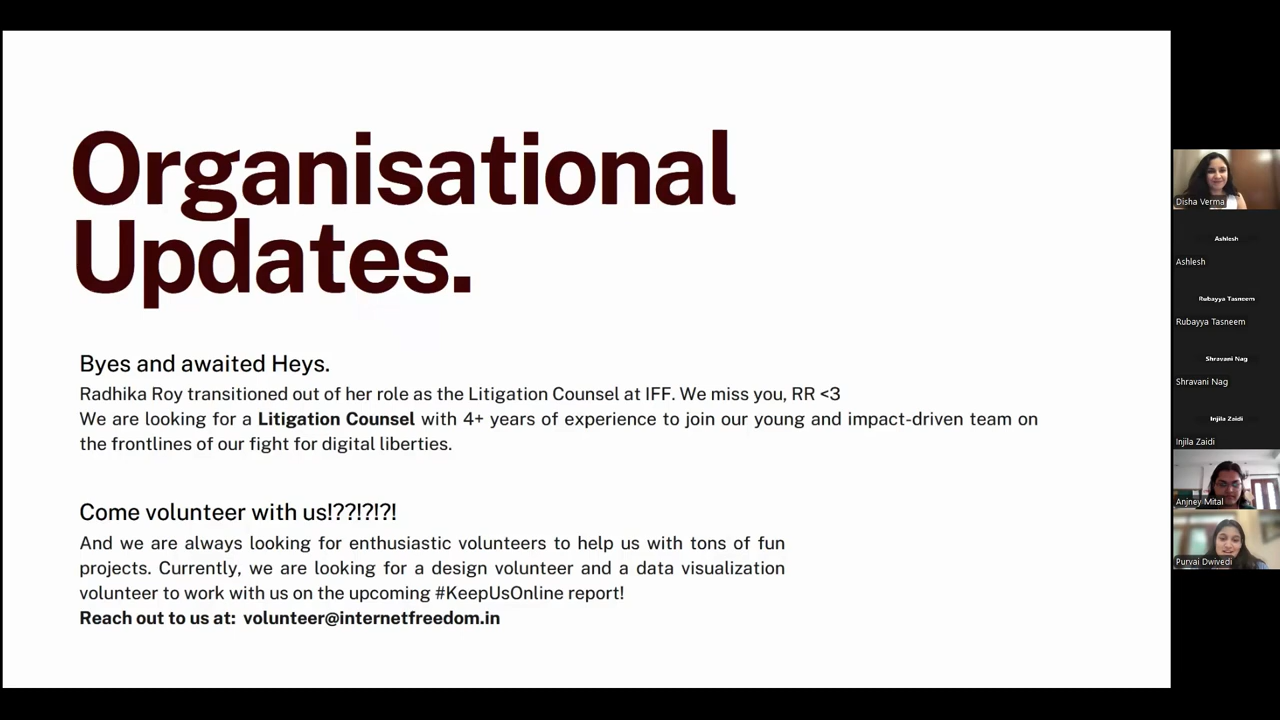 Organisational
Updates.
Byes and awaited Heys.
Radhika Roy transitioned out of her role as the Litigation Counsel at IFF. We miss you, RR <3
We are looking for a Litigation Counsel with 4+ years of experience to join our young and impact-driven team on
the frontlines of our fight for digital liberties.
Come volunteer with us!??!?!?!
And we are always looking for enthusiastic volunteers to help us with tons of fun
projects. Currently, we are looking for a design volunteer and a data visualization
volunteer to work with us on the upcoming #KeepUsOnline report!
Reach out to us at: volunteer@internetfreedom.in
Disha Verma
Ashlesh
Ashlesh
Rubayya Tasneem
Rubayya Tasneem
Shravani Nag
Shravani Nag
Injila Zaidi
Injila Zaidi
Anjney Mital
Purvai Dwivedi